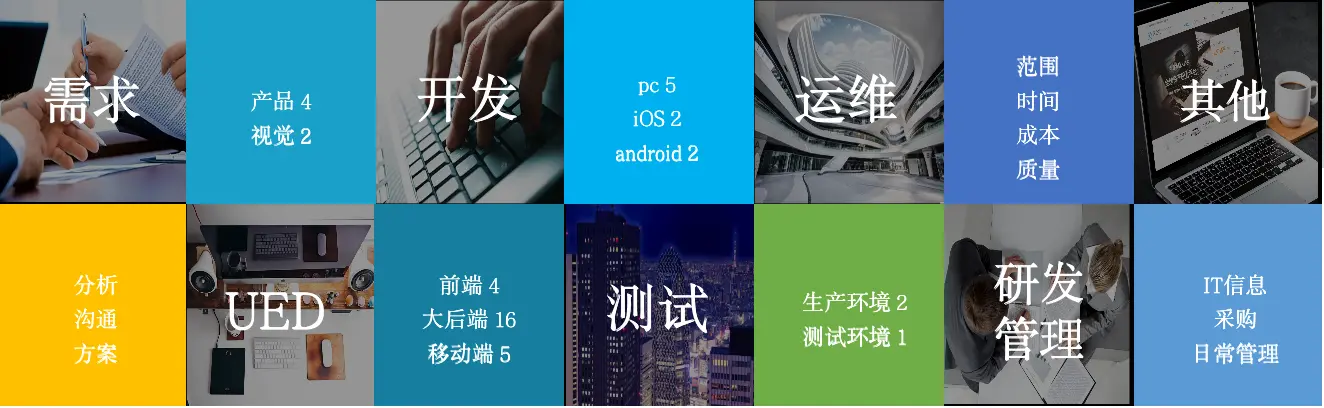 需求
产品 4
视觉 2
开发
pc 5
iOS 2
android 2
运维
范围
时间
成本
质量
其他
分析
沟通
方案
UED
前端 4
大后端 16
移动端 5
测试
生产环境 2
测试环境 1
研发
管理
IT信息
采购
日常管理